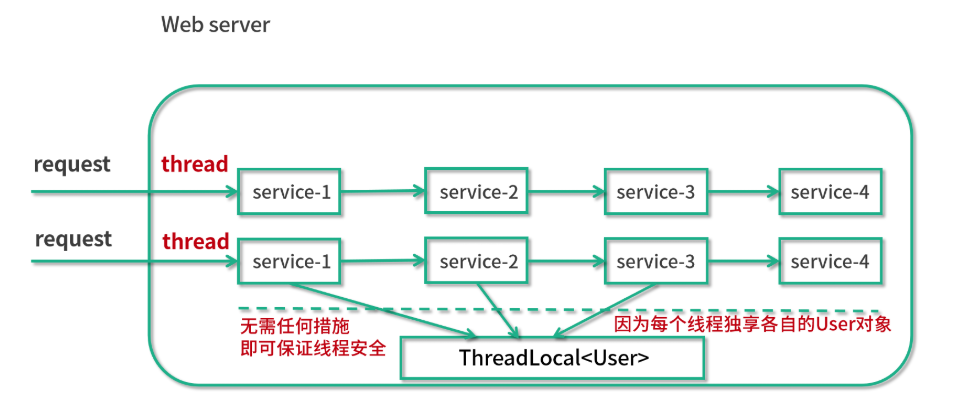 Web server
request
thread
service-1
service-2
service-3
service-4
request
thread
service-1
service-2
service-3
service-4
无需任何措施
即可保证线程安全
因为每个线程独享各自的User对象
ThreadLocal<User>